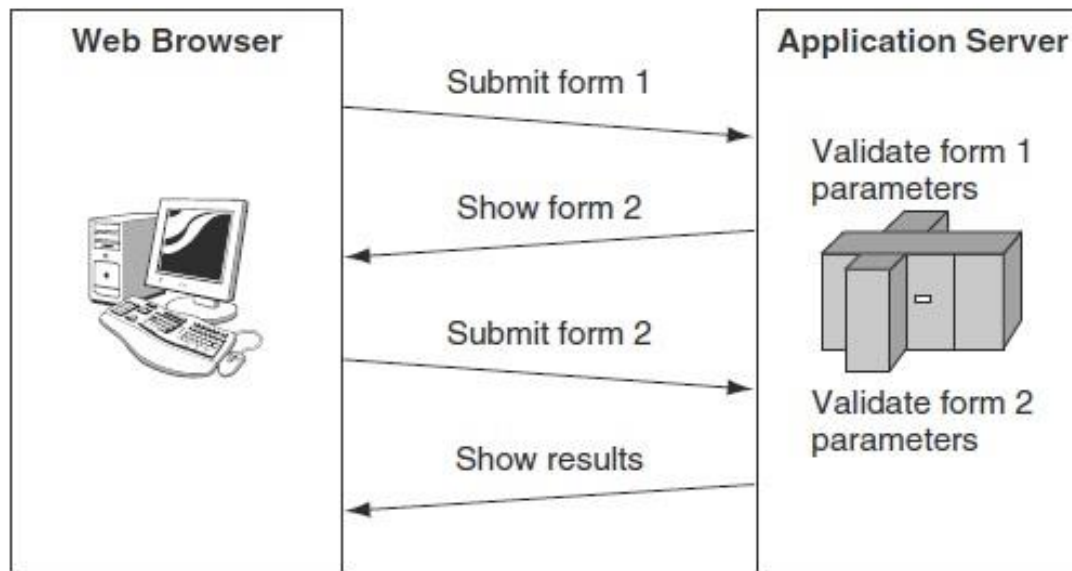 Web Browser
Application Server
Submit form 1
Validate form 1
parameters
Show form 2
Submit form 2
Validate form 2
parameters
Show results